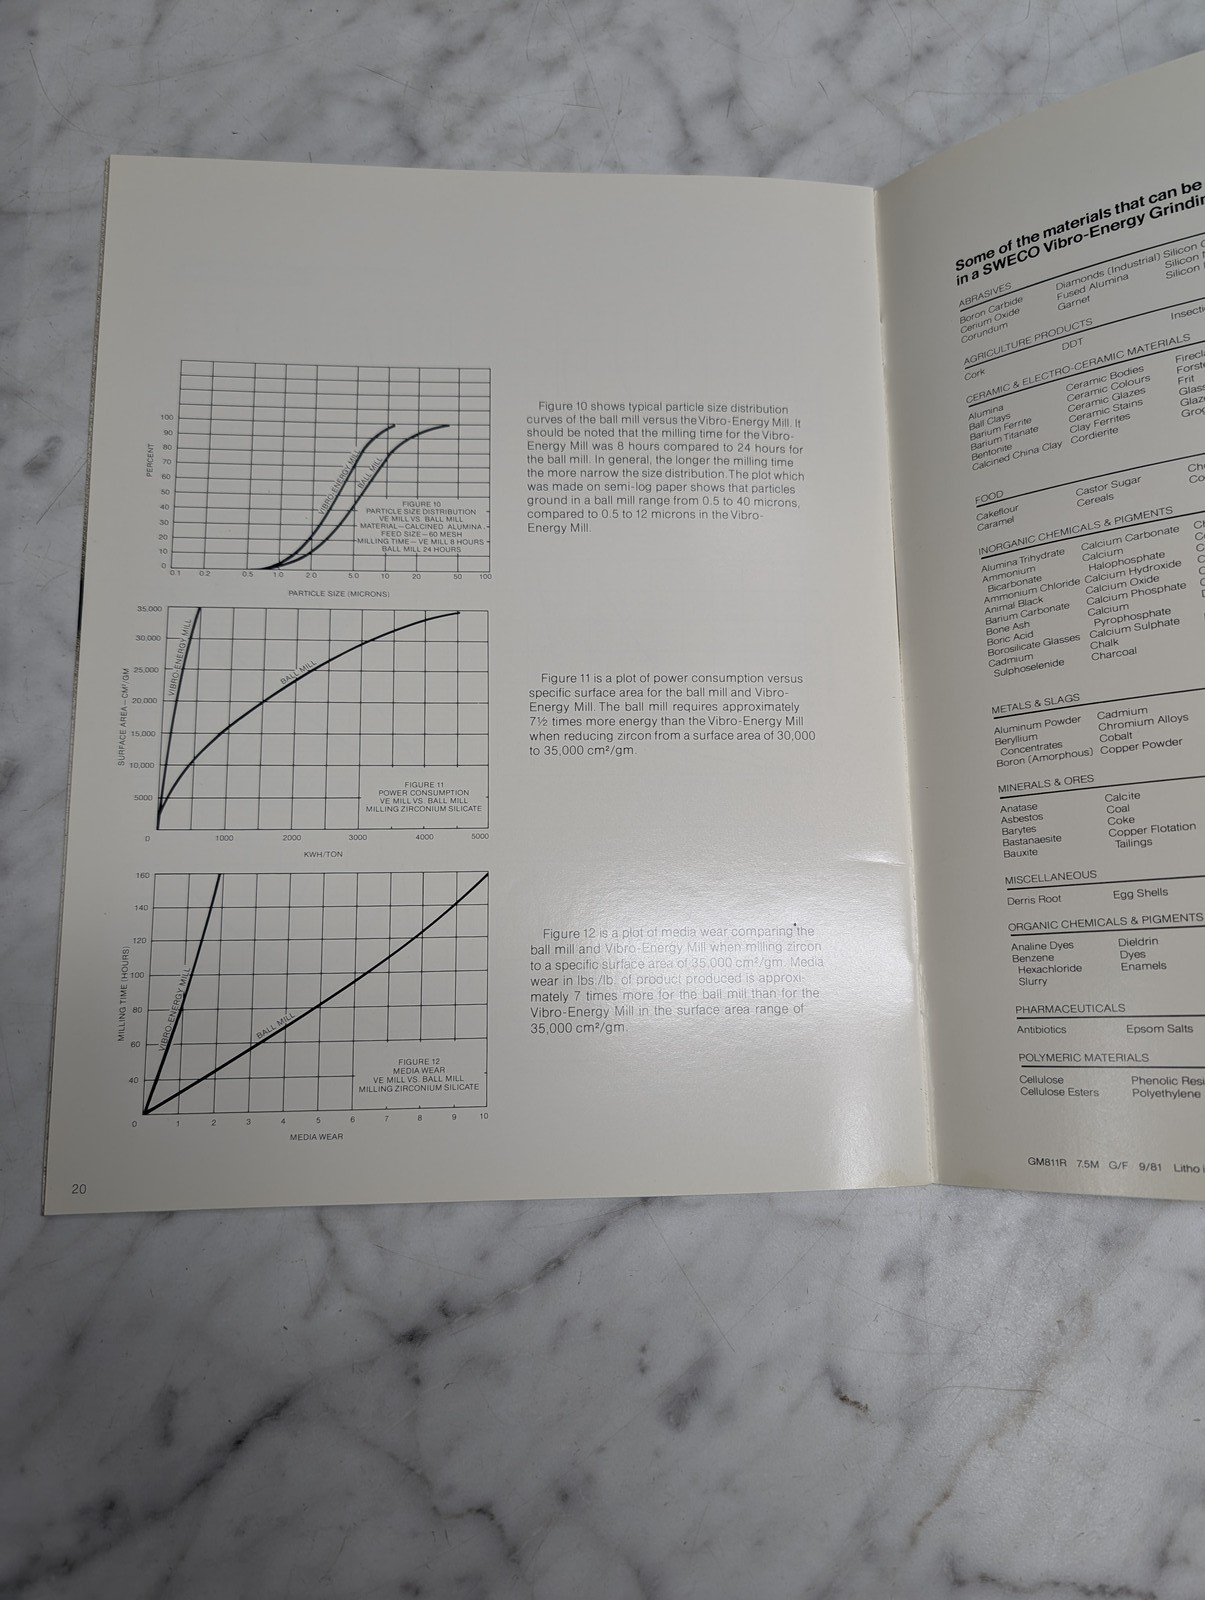 100
90
80
70
60
50
40
30
20
10
0
PERCENT
VIBRO-ENERGY MILL
BALL MILL
FIGURE 10
PARTICLE SIZE DISTRIBUTION
VE MILL VS. BALL MILL
MATERIAL—CALCINED ALUMINA
FEED SIZE—60 MESH
MILLING TIME—VE MILL 8 HOURS
BALL MILL 24 HOURS
0.1 0.2 0.5 1.0 2.0 5.0 10 20 50 100
PARTICLE SIZE (MICRONS)
Figure 10 shows typical particle size distribution
curves of the ball mill versus the Vibro-Energy Mill. It
should be noted that the milling time for the Vibro-
Energy Mill was 8 hours compared to 24 hours for
the ball mill. In general, the longer the milling time
the more narrow the size distribution. The plot which
was made on semi-log paper shows that particles
ground in a ball mill range from 0.5 to 40 microns,
compared to 0.5 to 12 microns in the Vibro-
Energy Mill.
35,000
30,000
25,000
20,000
15,000
10,000
5000
SURFACE AREA—CM²/GM
VIBRO-ENERGY MILL
BALL MILL
FIGURE 11
POWER CONSUMPTION
VE MILL VS. BALL MILL
MILLING ZIRCONIUM SILICATE
0 1000 2000 3000 4000 5000
KWH/TON
Figure 11 is a plot of power consumption versus
specific surface area for the ball mill and Vibro-
Energy Mill. The ball mill requires approximately
7½ times more energy than the Vibro-Energy Mill
when reducing zircon from a surface area of 30,000
to 35,000 cm²/gm.
160
140
120
100
80
60
40
MILLING TIME (HOURS)
VIBRO-ENERGY MILL
BALL MILL
FIGURE 12
MEDIA WEAR
VE MILL VS. BALL MILL
MILLING ZIRCONIUM SILICATE
0 1 2 3 4 5 6 7 8 9 10
MEDIA WEAR
Figure 12 is a plot of media wear comparing the
ball mill and Vibro-Energy Mill when milling zircon
to a specific surface area of 35,000 cm²/gm. Media
wear in lbs./lb. of product produced is approxi-
mately 7 times more for the ball mill than for the
Vibro-Energy Mill in the surface area range of
35,000 cm²/gm.
20
Some of the materials that can be
in a SWECO Vibro-Energy
ABRASIVES
Boron Carbide Diamonds (Industrial) Silicon
Cerium Oxide Fused Alumina Silicon
Corundum Garnet Silicon
AGRICULTURE PRODUCTS
Cork DDT
CERAMIC & ELECTRO-CERAMIC MATERIALS
Alumina Ceramic Bodies
Ball Clays Ceramic Colours
Barium Ferrite Ceramic Glazes Frit
Barium Titanate Ceramic Stains
Bentonite Clay Ferrites
Calcined China Clay Cordierite
FOOD
Cakeflour Castor Sugar
Caramel Cereals
INORGANIC CHEMICALS & PIGMENTS
Alumina Trihydrate Calcium Carbonate
Ammonium Calcium
Bicarbonate Halophosphate
Ammonium Chloride Calcium Hydroxide
Animal Black Calcium Oxide
Barium Carbonate Calcium Phosphate
Bone Ash Calcium
Boric Acid Pyrophosphate
Borosilicate Glasses Calcium Sulphate
Cadmium Chalk
Sulphoselenide Charcoal
METALS & SLAGS
Aluminum Powder Cadmium
Beryllium Chromium Alloys
Concentrates Cobalt
Boron (Amorphous) Copper Powder
MINERALS & ORES
Anatase Calcite
Asbestos Coal
Barytes Coke
Bastanaesite Copper Flotation
Bauxite Tailings
MISCELLANEOUS
Derris Root Egg Shells
ORGANIC CHEMICALS & PIGMENTS
Analine Dyes Dieldrin
Benzene Dyes
Hexachloride Enamels
Slurry
PHARMACEUTICALS
Antibiotics Epsom Salts
POLYMERIC MATERIALS
Cellulose Phenolic
Cellulose Esters Polyethylene
GM811R 7.5M G/F 9/81 Litho